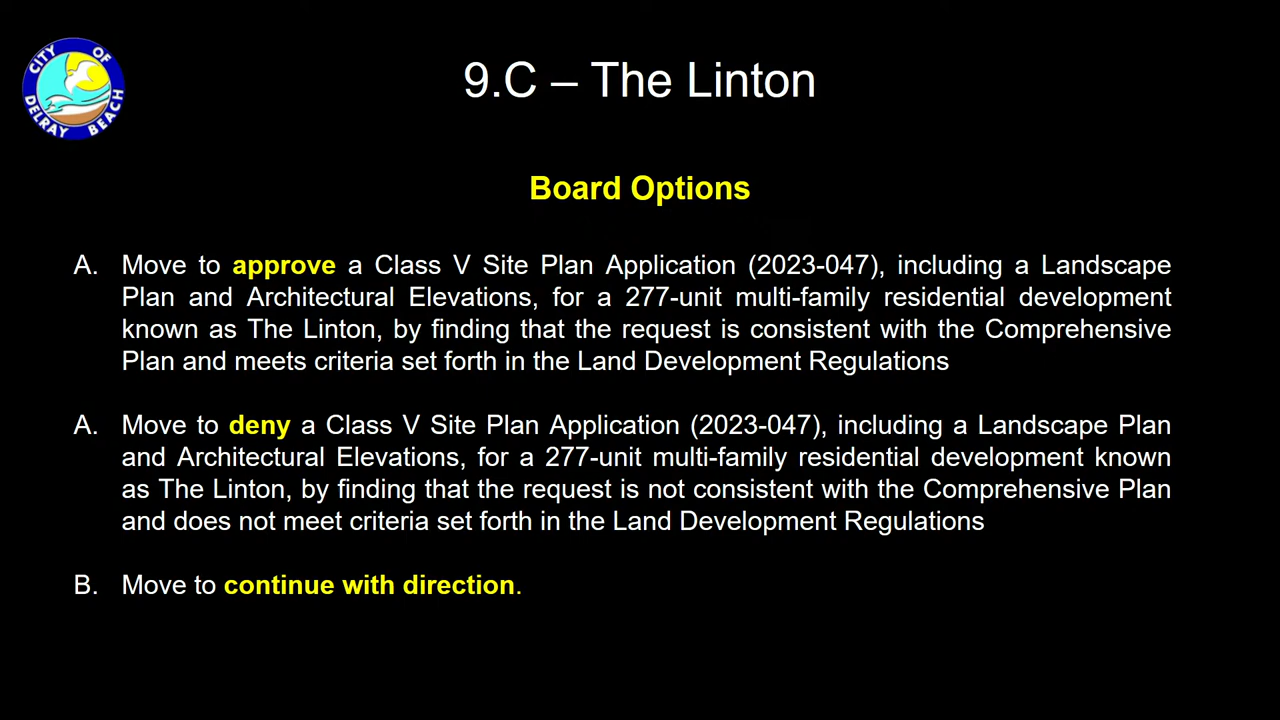 CITY OF
DELRAY BEACH
9.C – The Linton
Board Options
A. Move to approve a Class V Site Plan Application (2023-047), including a Landscape
Plan and Architectural Elevations, for a 277-unit multi-family residential development
known as The Linton, by finding that the request is consistent with the Comprehensive
Plan and meets criteria set forth in the Land Development Regulations
A. Move to deny a Class V Site Plan Application (2023-047), including a Landscape Plan
and Architectural Elevations, for a 277-unit multi-family residential development known
as The Linton, by finding that the request is not consistent with the Comprehensive Plan
and does not meet criteria set forth in the Land Development Regulations
B. Move to continue with direction.